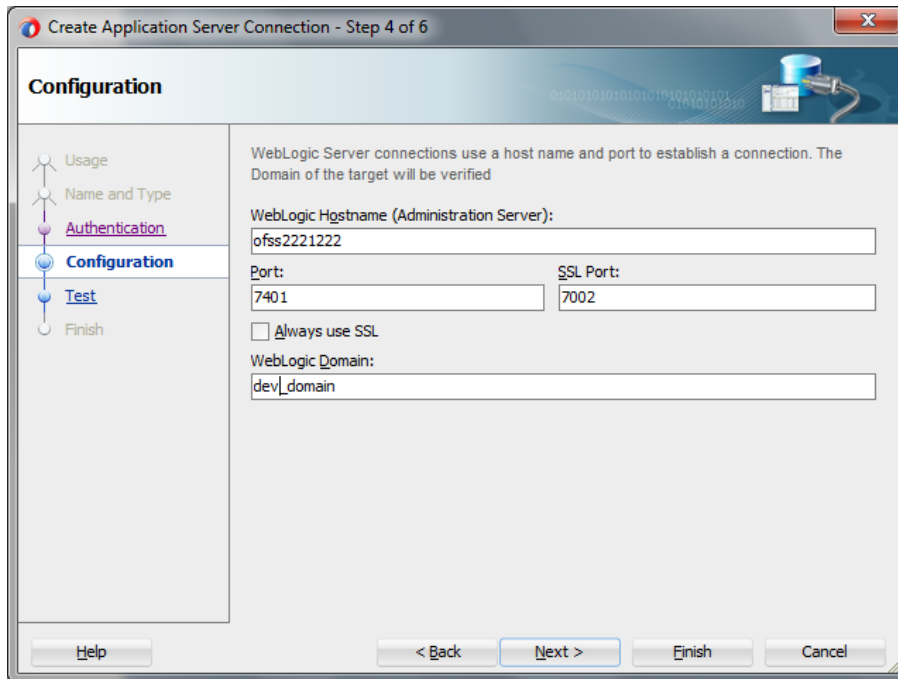 Create Application Server Connection - Step 4 of 6
Configuration
Usage
Name and Type
Authentication
Configuration
Test
Finish
WebLogic Server connections use a host name and port to establish a connection. The
Domain of the target will be verified
WebLogic Hostname (Administration Server):
ofss2221222
Port:
SSL Port:
7401
7002
Always use SSL
WebLogic Domain:
dev_domain
Help
< Back
Next >
Finish
Cancel